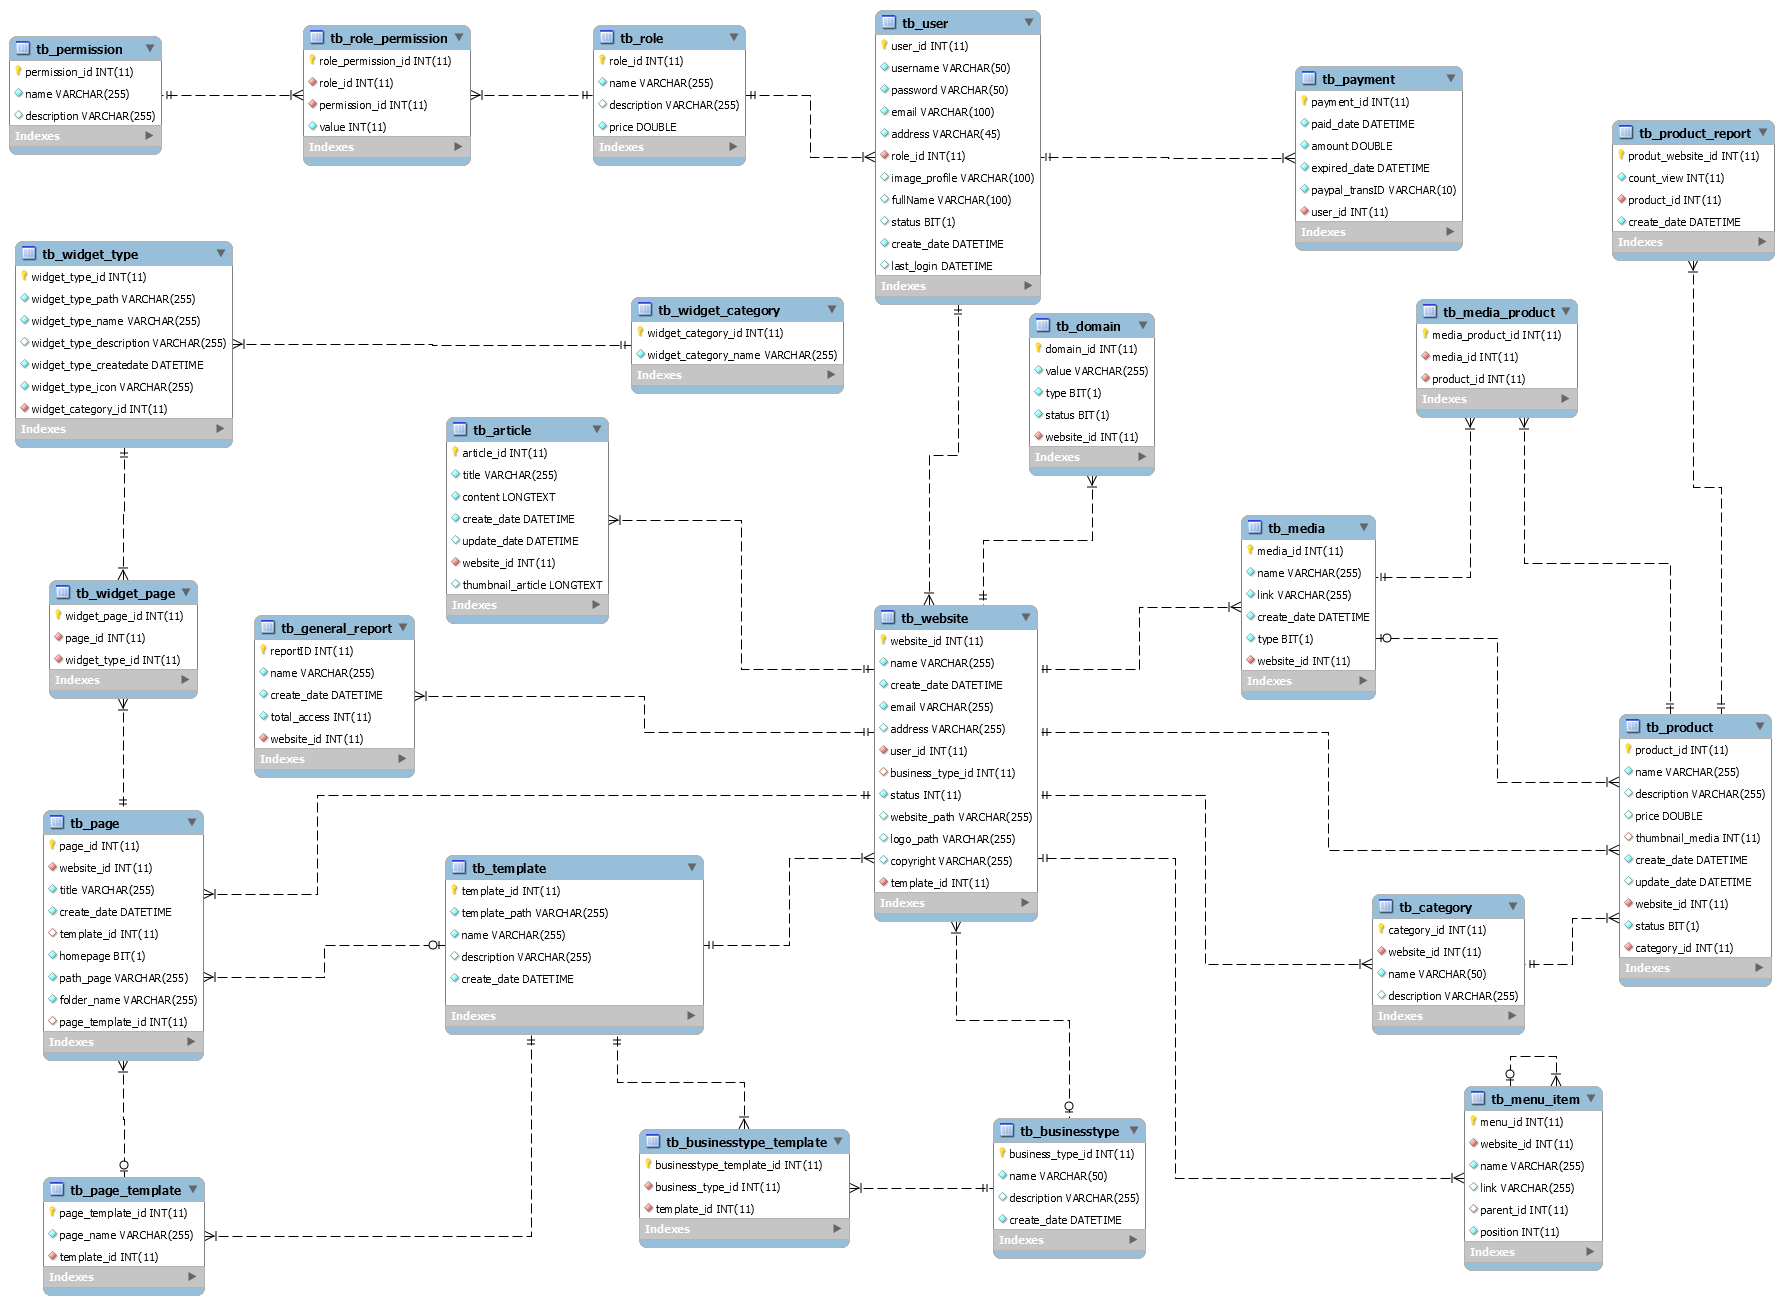 tb_permission
permission_id INT(11)
name VARCHAR(255)
description VARCHAR(255)
Indexes
tb_role_permission
role_permission_id INT(11)
role_id INT(11)
permission_id INT(11)
value INT(11)
Indexes
tb_role
role_id INT(11)
name VARCHAR(255)
description VARCHAR(255)
price DOUBLE
Indexes
tb_user
user_id INT(11)
username VARCHAR(50)
password VARCHAR(50)
email VARCHAR(100)
address VARCHAR(45)
role_id INT(11)
image_profile VARCHAR(100)
fullName VARCHAR(100)
status BIT(1)
create_date DATETIME
last_login DATETIME
Indexes
tb_payment
payment_id INT(11)
paid_date DATETIME
amount DOUBLE
expired_date DATETIME
paypal_transID VARCHAR(10)
user_id INT(11)
Indexes
tb_product_report
produt_website_id INT(11)
count_view INT(11)
product_id INT(11)
create_date DATETIME
Indexes
tb_widget_type
widget_type_id INT(11)
widget_type_path VARCHAR(255)
widget_type_name VARCHAR(255)
widget_type_description VARCHAR(255)
widget_type_createdate DATETIME
widget_type_icon VARCHAR(255)
widget_category_id INT(11)
Indexes
tb_widget_category
widget_category_id INT(11)
widget_category_name VARCHAR(255)
Indexes
tb_domain
domain_id INT(11)
value VARCHAR(255)
type BIT(1)
status BIT(1)
website_id INT(11)
Indexes
tb_media_product
media_product_id INT(11)
media_id INT(11)
product_id INT(11)
Indexes
tb_article
article_id INT(11)
title VARCHAR(255)
content LONGTEXT
create_date DATETIME
update_date DATETIME
website_id INT(11)
thumbnail_article LONGTEXT
Indexes
tb_media
media_id INT(11)
name VARCHAR(255)
link VARCHAR(255)
create_date DATETIME
type BIT(1)
website_id INT(11)
Indexes
tb_widget_page
widget_page_id INT(11)
page_id INT(11)
widget_type_id INT(11)
Indexes
tb_general_report
reportID INT(11)
name VARCHAR(255)
create_date DATETIME
total_access INT(11)
website_id INT(11)
Indexes
tb_website
website_id INT(11)
name VARCHAR(255)
create_date DATETIME
email VARCHAR(255)
address VARCHAR(255)
user_id INT(11)
business_type_id INT(11)
status INT(11)
website_path VARCHAR(255)
logo_path VARCHAR(255)
copyright VARCHAR(255)
template_id INT(11)
Indexes
tb_product
product_id INT(11)
name VARCHAR(255)
description VARCHAR(255)
price DOUBLE
thumbnail_media INT(11)
create_date DATETIME
update_date DATETIME
website_id INT(11)
status BIT(1)
category_id INT(11)
Indexes
tb_page
page_id INT(11)
website_id INT(11)
title VARCHAR(255)
create_date DATETIME
template_id INT(11)
homepage BIT(1)
path_page VARCHAR(255)
folder_name VARCHAR(255)
page_template_id INT(11)
Indexes
tb_template
template_id INT(11)
template_path VARCHAR(255)
name VARCHAR(255)
description VARCHAR(255)
create_date DATETIME
Indexes
tb_category
category_id INT(11)
website_id INT(11)
name VARCHAR(50)
description VARCHAR(255)
Indexes
tb_page_template
page_template_id INT(11)
page_name VARCHAR(255)
template_id INT(11)
Indexes
tb_businesstype_template
businesstype_template_id INT(11)
business_type_id INT(11)
template_id INT(11)
Indexes
tb_businesstype
business_type_id INT(11)
name VARCHAR(50)
description VARCHAR(255)
create_date DATETIME
Indexes
tb_menu_item
menu_id INT(11)
website_id INT(11)
name VARCHAR(255)
link VARCHAR(255)
parent_id INT(11)
position INT(11)
Indexes